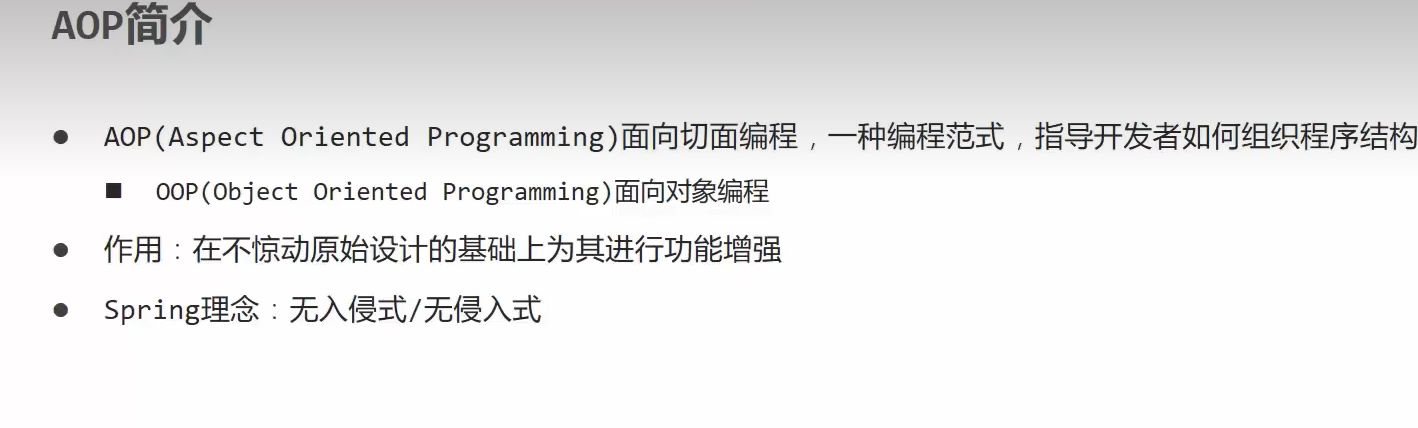 AOP简介
● AOP(Aspect Oriented Programming)面向切面编程，一种编程范式，指导开发者如何组织程序结构
■ OOP(Object Oriented Programming)面向对象编程
● 作用：在不惊动原始设计的基础上为其进行功能增强
● Spring理念：无入侵式/无侵入式